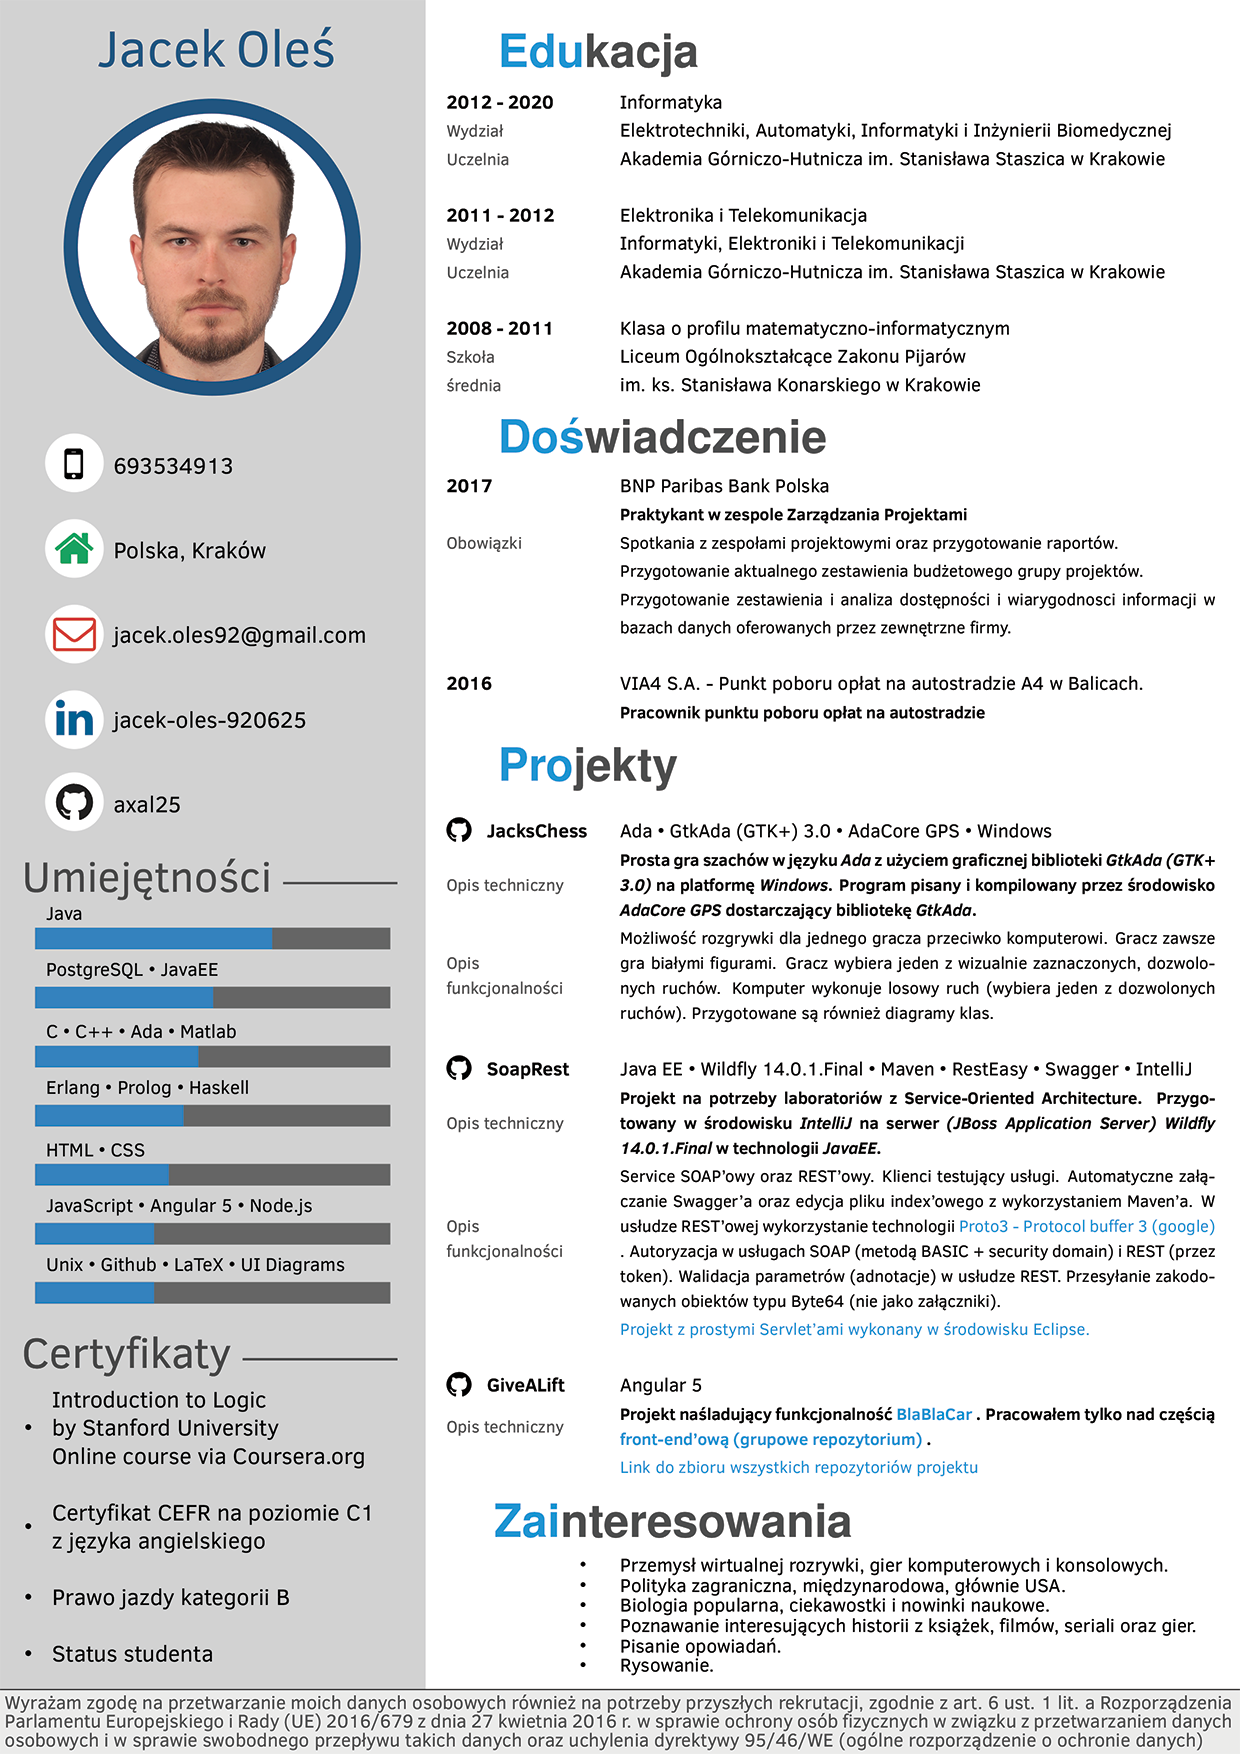 Jacek Oleś
693534913
Polska, Kraków
jacek.oles92@gmail.com
jacek-oles-920625
axal25
Umiejętności
Java
PostgreSQL • JavaEE
C • C++ • Ada • Matlab
Erlang • Prolog • Haskell
HTML • CSS
JavaScript • Angular 5 • Node.js
Unix • Github • LaTeX • UI Diagrams
Certyfikaty
Introduction to Logic
• by Stanford University
Online course via Coursera.org
Certyfikat CEFR na poziomie C1
• z języka angielskiego
• Prawo jazdy kategorii B
• Status studenta
Edukacja
2012 - 2020 Informatyka
Wydział Elektrotechniki, Automatyki, Informatyki i Inżynierii Biomedycznej
Uczelnia Akademia Górniczo-Hutnicza im. Stanisława Staszica w Krakowie
2011 - 2012 Elektronika i Telekomunikacja
Wydział Informatyki, Elektroniki i Telekomunikacji
Uczelnia Akademia Górniczo-Hutnicza im. Stanisława Staszica w Krakowie
2008 - 2011 Klasa o profilu matematyczno-informatycznym
Szkoła Liceum Ogólnokształcące Zakonu Pijarów
średnia im. ks. Stanisława Konarskiego w Krakowie
Doświadczenie
2017 BNP Paribas Bank Polska
Praktykant w zespole Zarządzania Projektami
Obowiązki Spotkania z zespołami projektowymi oraz przygotowanie raportów.
Przygotowanie aktualnego zestawienia budżetowego grupy projektów.
Przygotowanie zestawienia i analiza dostępności i wiarygodnosci informacji w
bazach danych oferowanych przez zewnętrzne firmy.
2016 VIA4 S.A. - Punkt poboru opłat na autostradzie A4 w Balicach.
Pracownik punktu poboru opłat na autostradzie
Projekty
JacksChess Ada • GtkAda (GTK+) 3.0 • AdaCore GPS • Windows
Prosta gra szachów w języku Ada z użyciem graficznej biblioteki GtkAda (GTK+
Opis techniczny 3.0) na platformę Windows. Program pisany i kompilowany przez środowisko
AdaCore GPS dostarczający bibliotekę GtkAda.
Możliwość rozgrywki dla jednego gracza przeciwko komputerowi. Gracz zawsze
Opis gra białymi figurami. Gracz wybiera jeden z wizualnie zaznaczonych, dozwolo-
funkcjonalności nych ruchów. Komputer wykonuje losowy ruch (wybiera jeden z dozwolonych
ruchów). Przygotowane są również diagramy klas.
SoapRest Java EE • Wildfly 14.0.1.Final • Maven • RestEasy • Swagger • IntelliJ
Projekt na potrzeby laboratoriów z Service-Oriented Architecture. Przygo-
Opis techniczny towany w środowisku IntelliJ na serwer (JBoss Application Server) Wildfly
14.0.1.Final w technologii JavaEE.
Service SOAP’owy oraz REST’owy. Klienci testujący usługi. Automatyczne załą-
czanie Swagger’a oraz edycja pliku index’owego z wykorzystaniem Maven’a. W
Opis usłudze REST’owej wykorzystanie technologii Proto3 - Protocol buffer 3 (google)
funkcjonalności . Autoryzacja w usługach SOAP (metodą BASIC + security domain) i REST (przez
token). Walidacja parametrów (adnotacje) w usłudze REST. Przesyłanie zakodo-
wanych obiektów typu Byte64 (nie jako załączniki).
Projekt z prostymi Servlet’ami wykonany w środowisku Eclipse.
GiveALift Angular 5
Projekt naśladujący funkcjonalność BlaBlaCar . Pracowałem tylko nad częścią
Opis techniczny front-end’ową (grupowe repozytorium) .
Link do zbioru wszystkich repozytoriów projektu
Zainteresowania
• Przemysł wirtualnej rozrywki, gier komputerowych i konsolowych.
• Polityka zagraniczna, międzynarodowa, głównie USA.
• Biologia popularna, ciekawostki i nowinki naukowe.
• Poznawanie interesujących historii z książek, filmów, seriali oraz gier.
• Pisanie opowiadań.
• Rysowanie.
Wyrażam zgodę na przetwarzanie moich danych osobowych również na potrzeby przyszłych rekrutacji, zgodnie z art. 6 ust. 1 lit. a Rozporządzenia
Parlamentu Europejskiego i Rady (UE) 2016/679 z dnia 27 kwietnia 2016 r. w sprawie ochrony osób fizycznych w związku z przetwarzaniem danych
osobowych i w sprawie swobodnego przepływu takich danych oraz uchylenia dyrektywy 95/46/WE (ogólne rozporządzenie o ochronie danych)